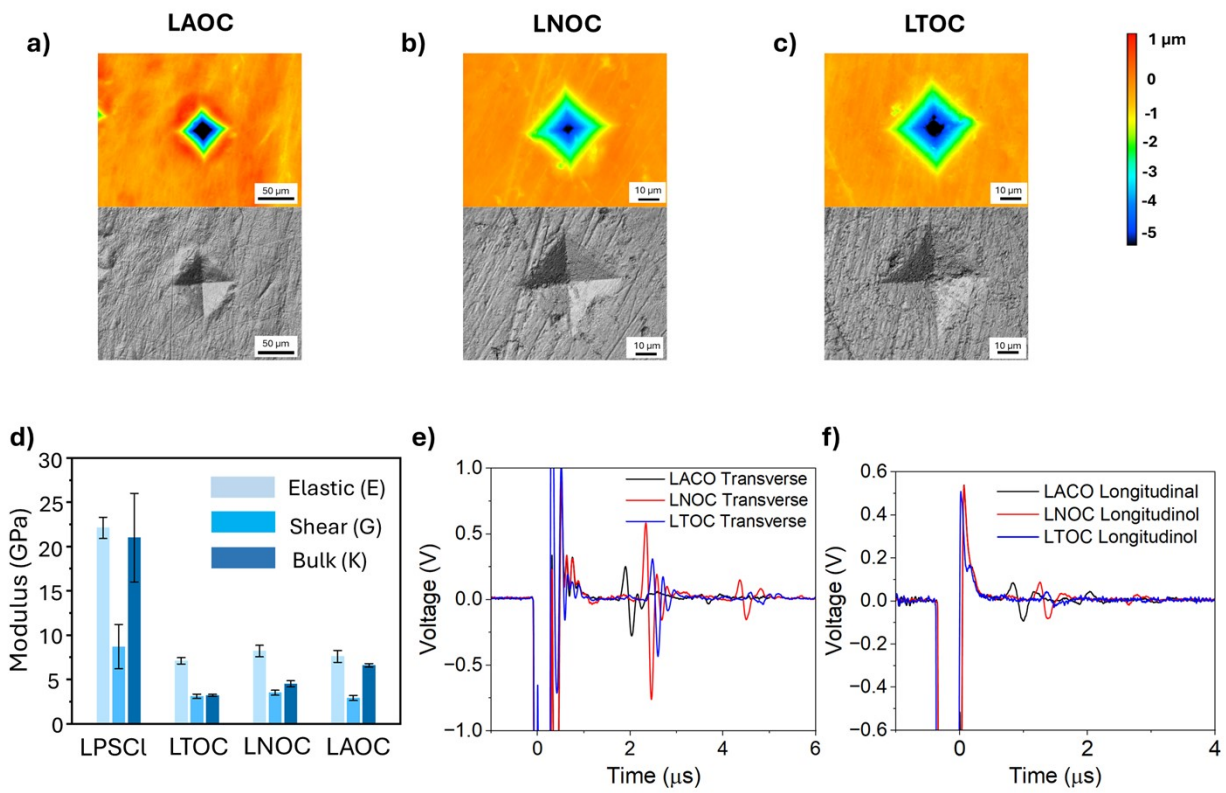 LAOC
LNOC
LTOC
a)
b)
c)
1 µm
0
-1
-2
-3
-4
-5
50 µm
10 µm
10 µm
50 µm
10 µm
10 µm
d)
e)
f)
Modulus (GPa)
30
25
20
15
10
5
0
Elastic (E)
Shear (G)
Bulk (K)
LPSCl
LTOC
LNOC
LAOC
Voltage (V)
1.0
0.5
0.0
−0.5
−1.0
LACO Transverse
LNOC Transverse
LTOC Transverse
0
2
4
6
Time (µs)
Voltage (V)
0.6
0.4
0.2
0.0
−0.2
−0.4
−0.6
LACO Longitudinal
LNOC Longitudinol
LTOC Longitudinol
0
2
4
Time (µs)